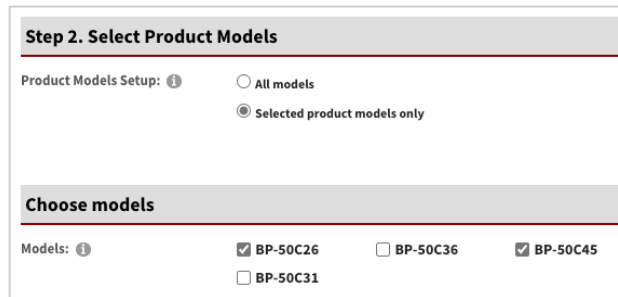 Step 2. Select Product Models
Product Models Setup: i All models
Selected product models only
Choose models
Models: i BP-50C26 BP-50C36 BP-50C45
BP-50C31